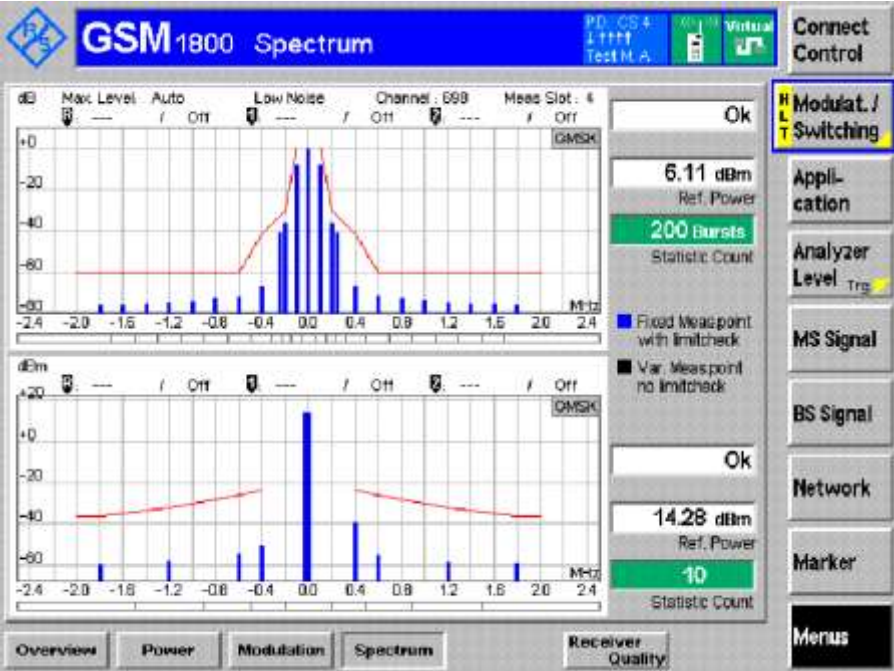 GSM 1800 Spectrum
P.D. CS 4
Test M. A.
Virtual
Connect Control
dB Max. Level Auto Low Noise Channel : 698 Meas Slot : 4
R --- / Off 1 --- / Off 2 --- / Off
GMSK
+0
-20
-40
-60
-80
MHz
-2.4 -2.0 -1.6 -1.2 -0.8 -0.4 0.0 0.4 0.8 1.2 1.6 2.0 2.4
Ok
6.11 dBm
Ref. Power
200 Bursts
Statistic Count
Fixed Measpoint
with limitcheck
Var. Measpoint
no limitcheck
dBm
R. --- / Off 1. --- / Off 2. --- / Off
GMSK
+20
+0
-20
-40
-60
MHz
-2.4 -2.0 -1.6 -1.2 -0.8 -0.4 0.0 0.4 0.8 1.2 1.6 2.0 2.4
Ok
14.28 dBm
Ref. Power
10
Statistic Count
HLT
Modulat. /
Switching
Appli-
cation
Analyzer
Level Trg
MS Signal
BS Signal
Network
Marker
Menus
Overview Power Modulation Spectrum Receiver
Quality